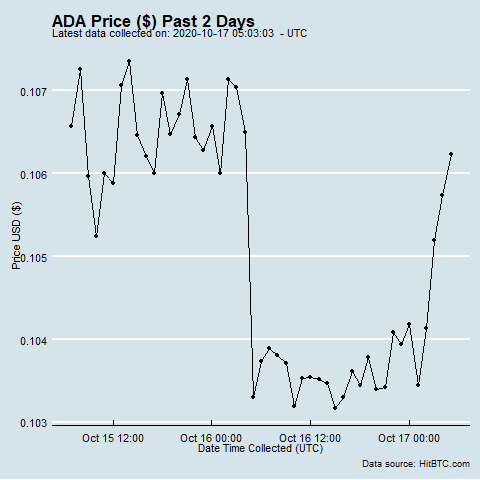 ADA Price ($) Past 2 Days
Latest data collected on: 2020-10-17 05:03:03 - UTC
Price USD ($)
0.107
0.106
0.105
0.104
0.103
Oct 15 12:00 Oct 16 00:00 Oct 16 12:00 Oct 17 00:00
Date Time Collected (UTC)
Data source: HitBTC.com